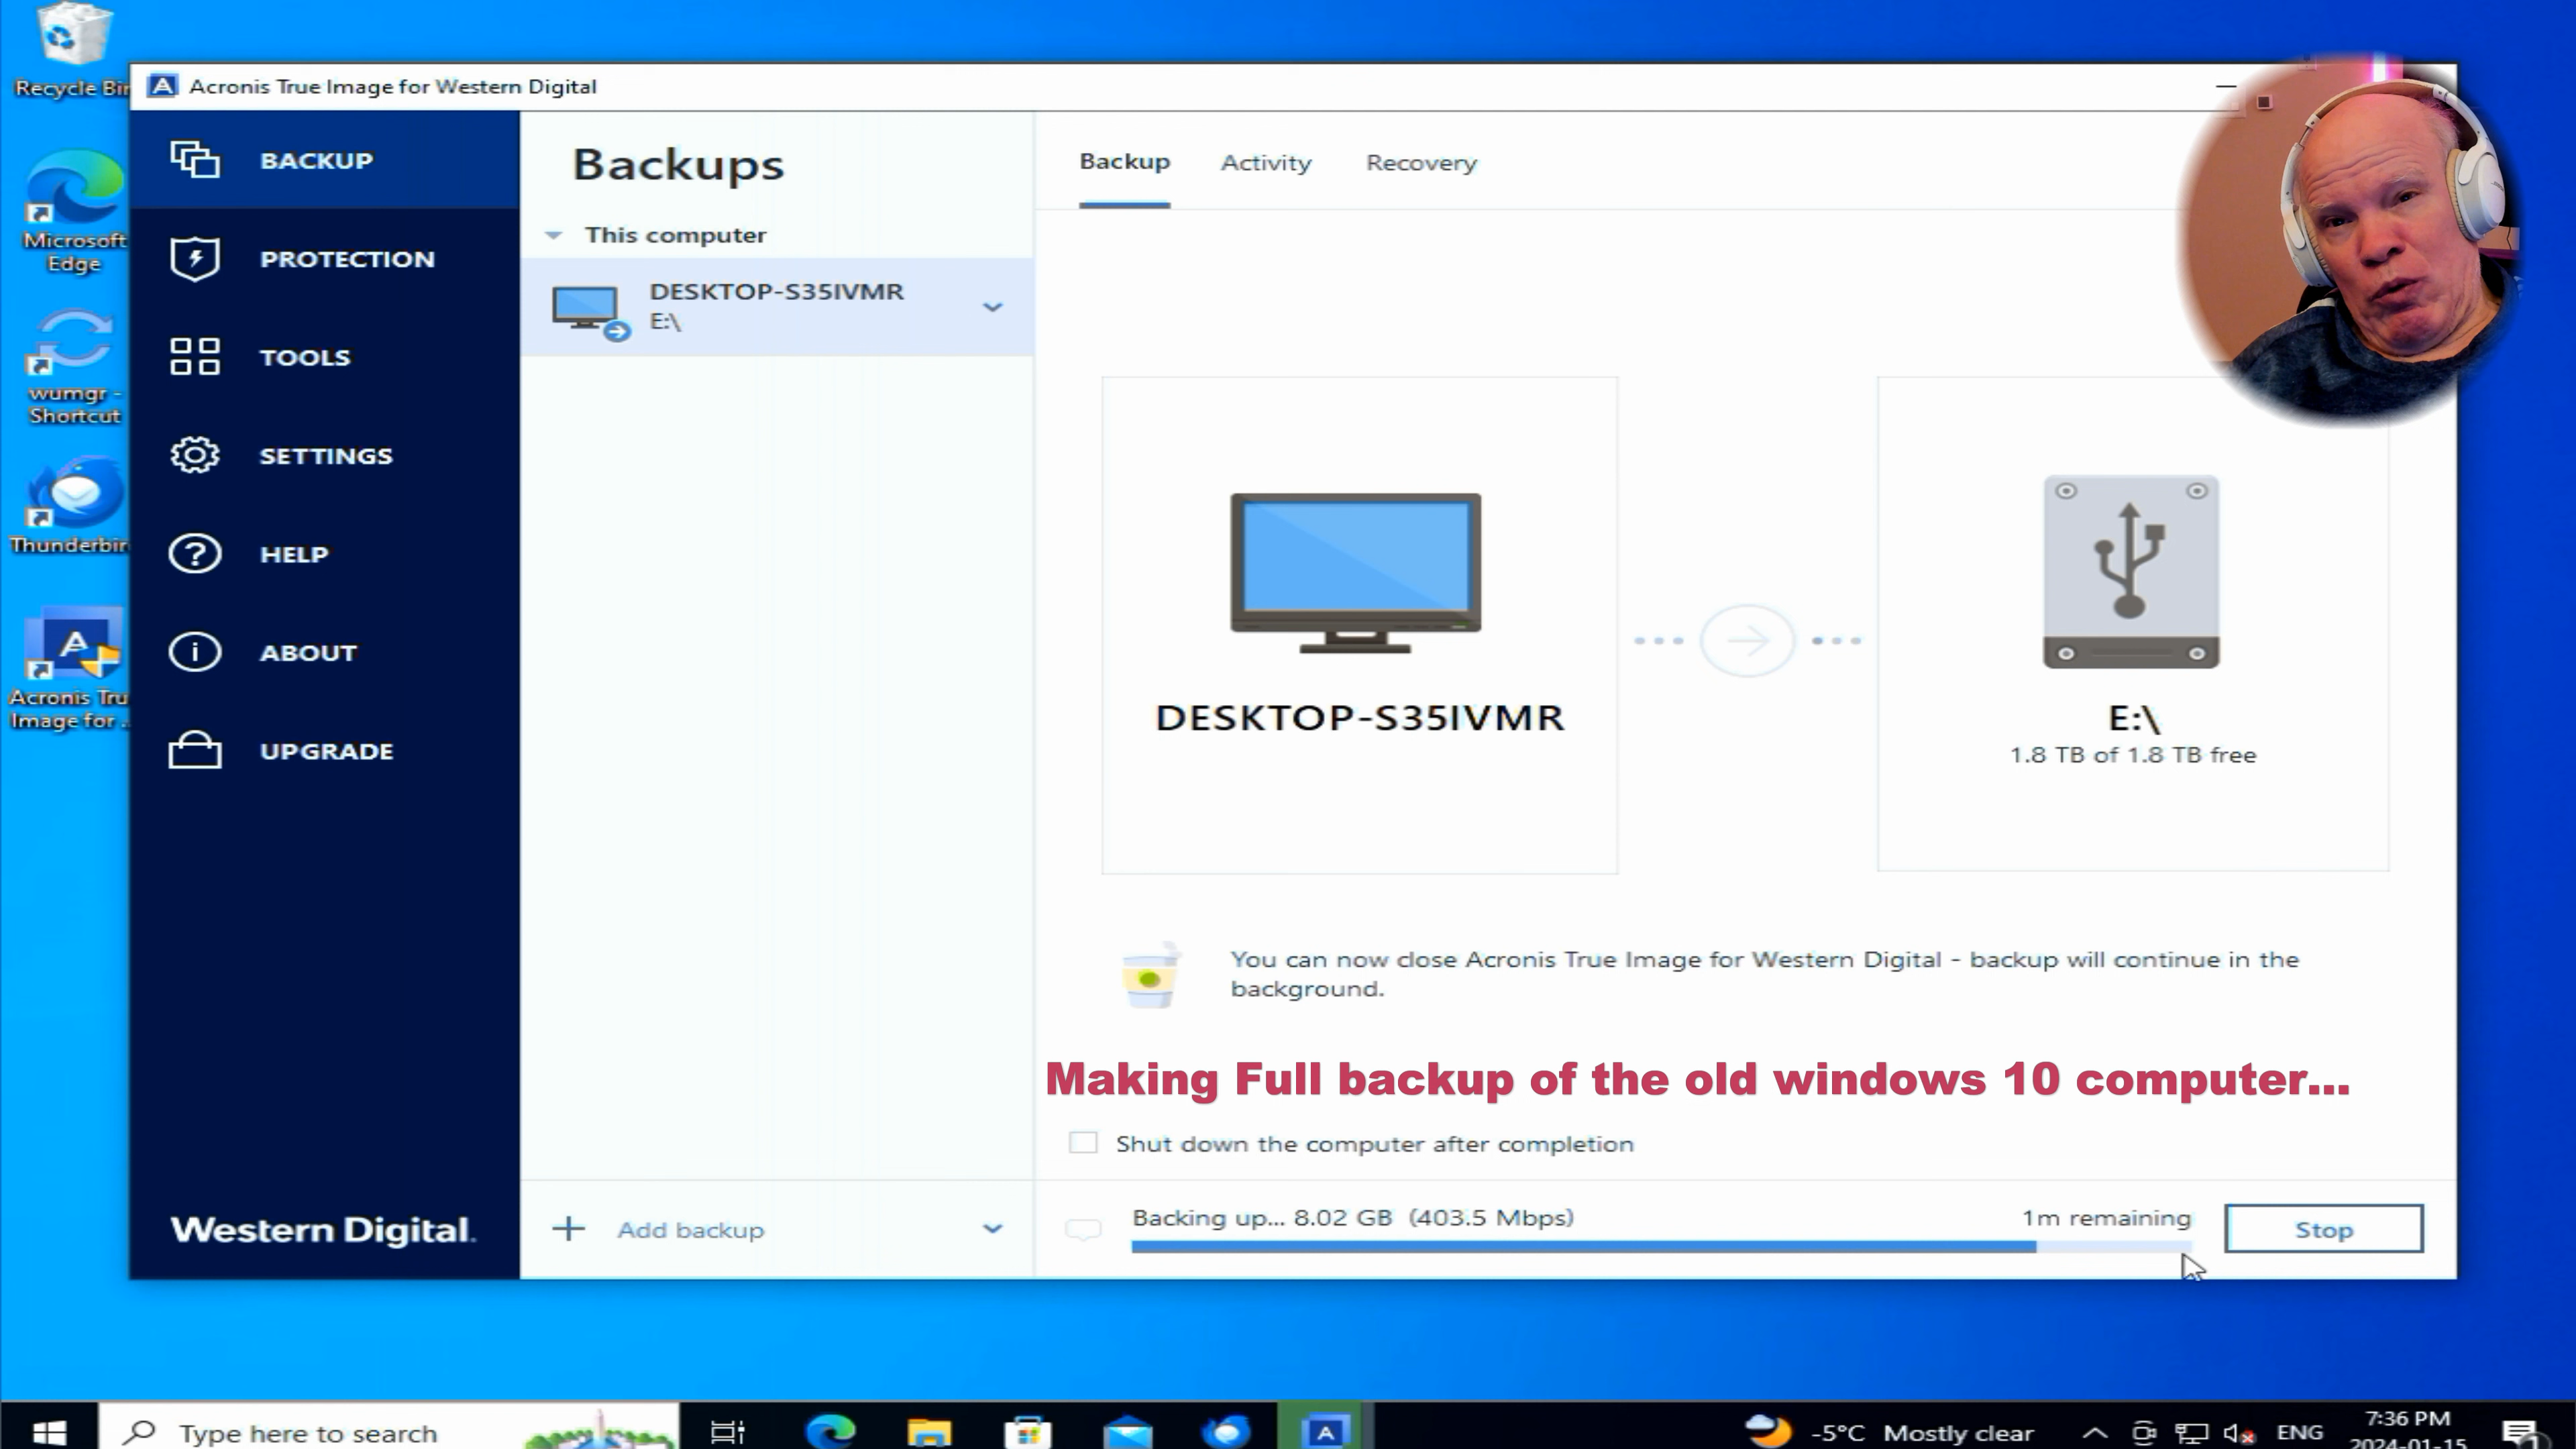 Recycle Bin
Acronis True Image for Western Digital
BACKUP
PROTECTION
TOOLS
SETTINGS
HELP
ABOUT
UPGRADE
Western Digital.
Backups
This computer
DESKTOP-S35IVMR
E:\
Add backup
Backup
Activity
Recovery
DESKTOP-S35IVMR
E:\
1.8 TB of 1.8 TB free
You can now close Acronis True Image for Western Digital - backup will continue in the
background.
Making Full backup of the old windows 10 computer...
Shut down the computer after completion
Backing up... 8.02 GB (403.5 Mbps)
1m remaining
Stop
Microsoft
Edge
wumgr -
Shortcut
Thunderbir
Acronis Tru
Image for ..
Type here to search
-5°C Mostly clear
ENG
7:36 PM
2024-01-15